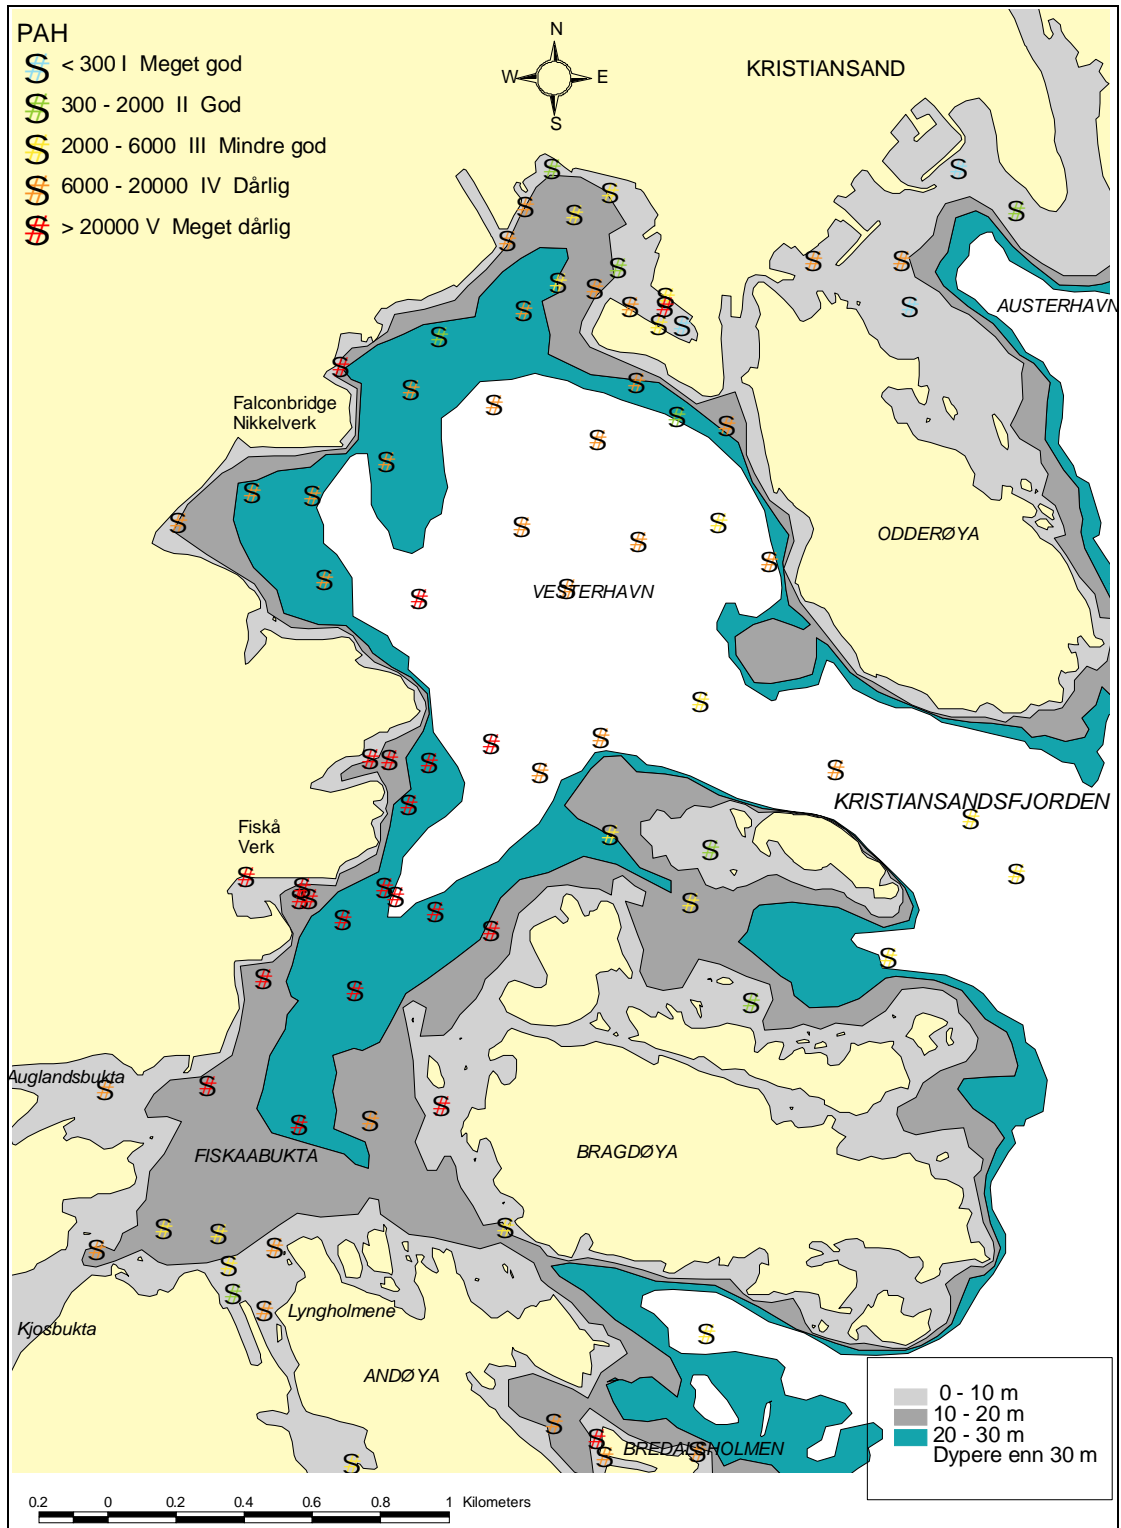 PAH
< 300 I Meget god
300 - 2000 II God
2000 - 6000 III Mindre god
6000 - 20000 IV Dårlig
> 20000 V Meget dårlig
N
W E
S
KRISTIANSAND
AUSTERHAVN
Falconbridge
Nikkelverk
ODDERØYA
VESTERHAVN
KRISTIANSANDSFJORDEN
Fiskå
Verk
Auglandsbukta
FISKAABUKTA
BRAGDØYA
Lyngholmene
Kjosbukta
ANDØYA
BREDALSHOLMEN
0 - 10 m
10 - 20 m
20 - 30 m
Dypere enn 30 m
0.2 0 0.2 0.4 0.6 0.8 1 Kilometers